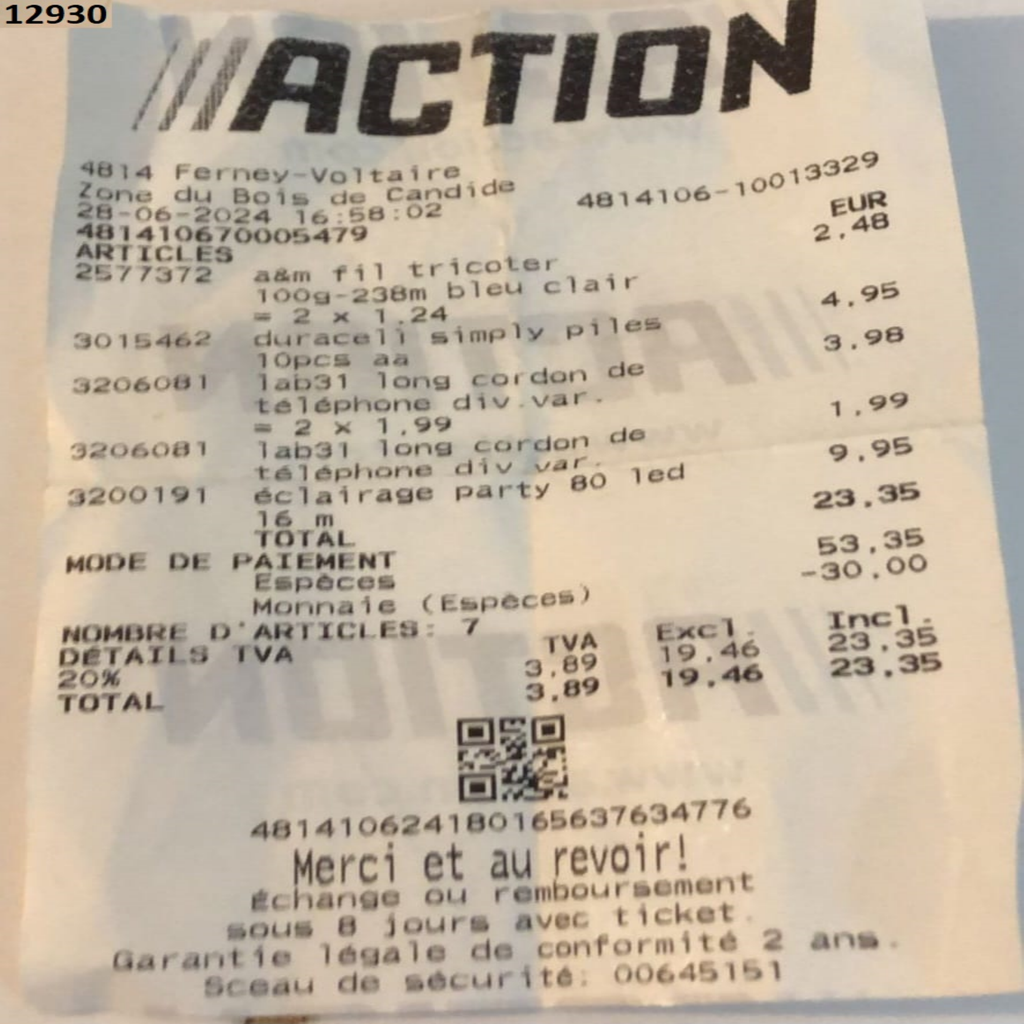 12930
ACTION
4814 Ferney-Voltaire
Zone du Bois de Candide
28-06-2024 16:58:02 4814106-10013329
481410670005479 EUR
ARTICLES
2577372 a&m fil tricoter 2,48
100g-238m bleu clair
= 2 x 1,24
3015462 duracell simply piles 4,95
10pcs aa
3206081 lab31 long cordon de 3,98
téléphone div.var.
= 2 x 1,99
3206081 lab31 long cordon de 1,99
téléphone div var.
3200191 éclairage party 80 led 9,95
16 m
TOTAL 23,35
MODE DE PAIEMENT
Espèces 53,35
Monnaie (Espèces) -30,00
NOMBRE D'ARTICLES: 7
DÉTAILS TVA TVA Excl. Incl.
20% 3,89 19,46 23,35
TOTAL 3,89 19,46 23,35
481410624180165637634776
Merci et au revoir!
Échange ou remboursement
sous 8 jours avec ticket.
Garantie légale de conformité 2 ans.
Sceau de sécurité: 00645151